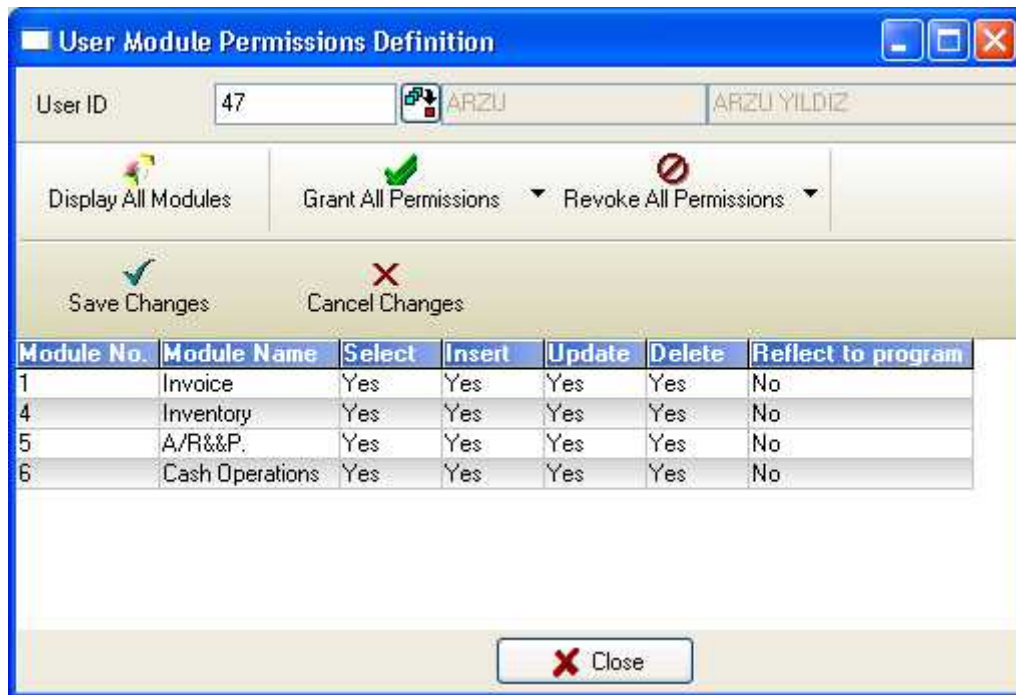 User Module Permissions Definition
User ID 47 ARZU ARZU YILDIZ
Display All Modules Grant All Permissions Revoke All Permissions
Save Changes Cancel Changes
Module No. Module Name Select Insert Update Delete Reflect to program
1 Invoice Yes Yes Yes Yes No
4 Inventory Yes Yes Yes Yes No
5 A/R&&P. Yes Yes Yes Yes No
6 Cash Operations Yes Yes Yes Yes No
Close